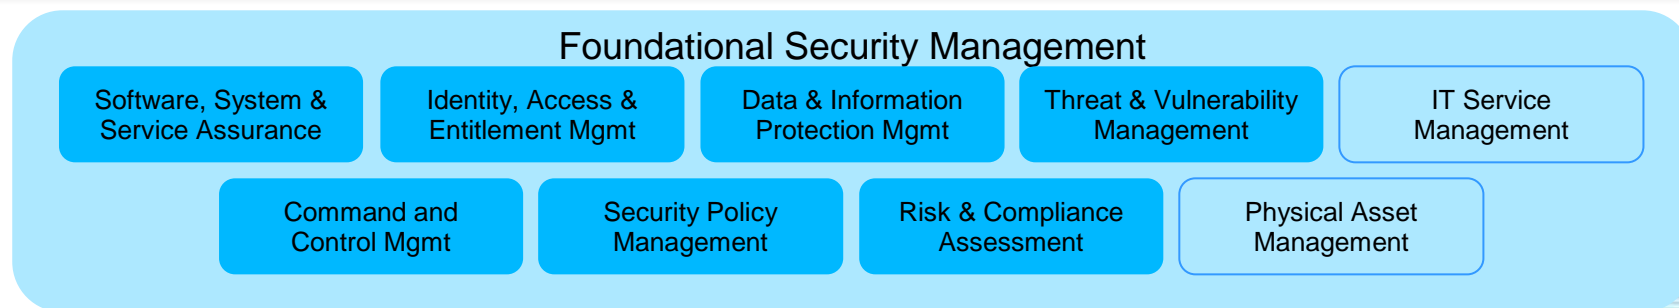 Foundational Security Management
Software, System &
Service Assurance
Identity, Access &
Entitlement Mgmt
Data & Information
Protection Mgmt
Threat & Vulnerability
Management
IT Service
Management
Command and
Control Mgmt
Security Policy
Management
Risk & Compliance
Assessment
Physical Asset
Management